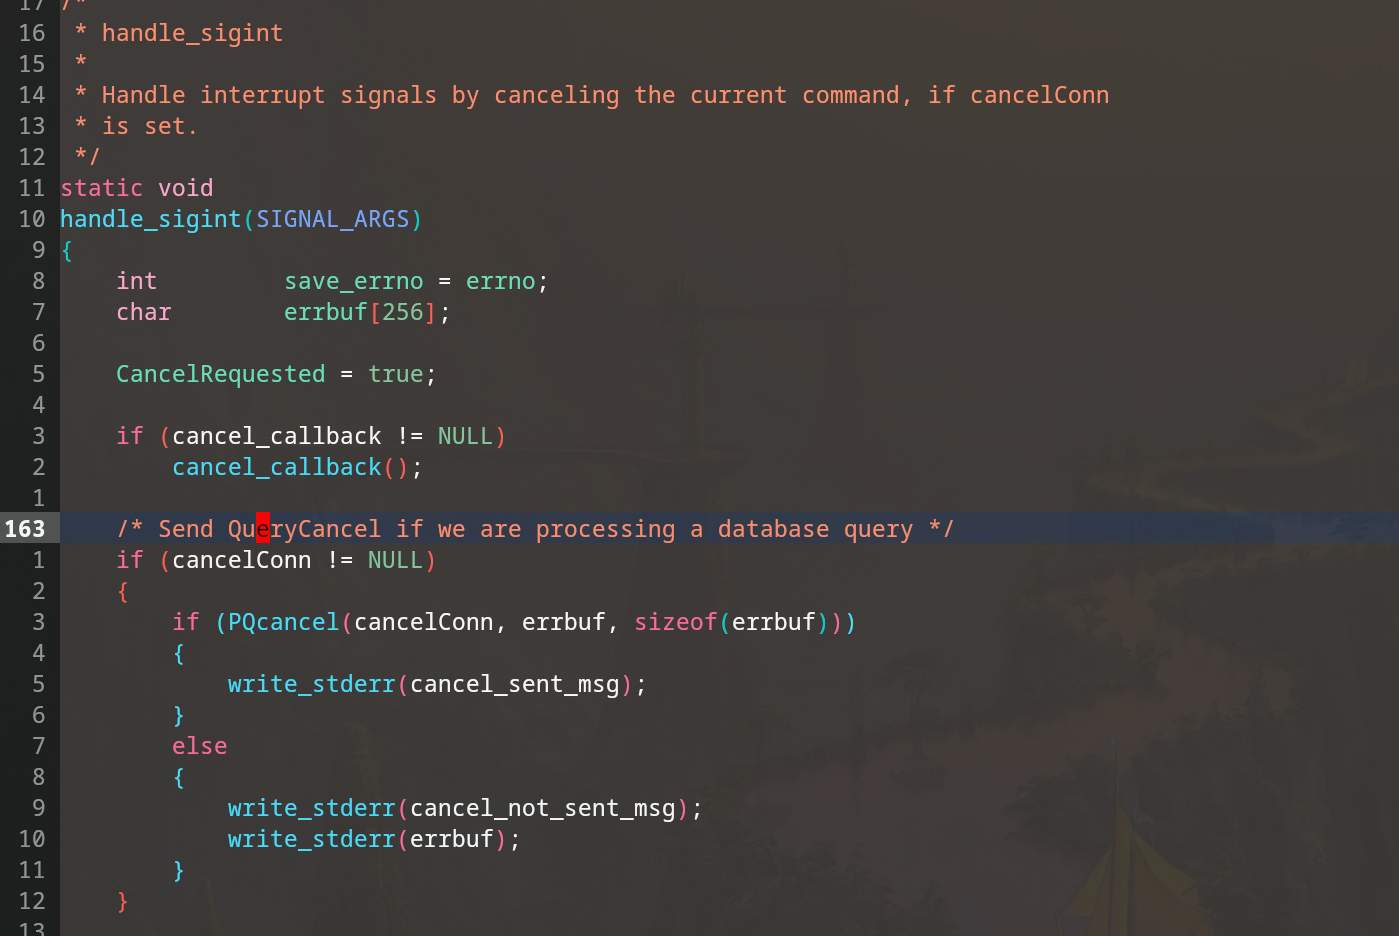 17 /*
16  * handle_sigint
15  *
14  * Handle interrupt signals by canceling the current command, if cancelConn
13  * is set.
12  */
11 static void
10 handle_sigint(SIGNAL_ARGS)
9 {
8     int         save_errno = errno;
7     char        errbuf[256];
6
5     CancelRequested = true;
4
3     if (cancel_callback != NULL)
2         cancel_callback();
1
163     /* Send QueryCancel if we are processing a database query */
1     if (cancelConn != NULL)
2     {
3         if (PQcancel(cancelConn, errbuf, sizeof(errbuf)))
4         {
5             write_stderr(cancel_sent_msg);
6         }
7         else
8         {
9             write_stderr(cancel_not_sent_msg);
10             write_stderr(errbuf);
11         }
12     }
13